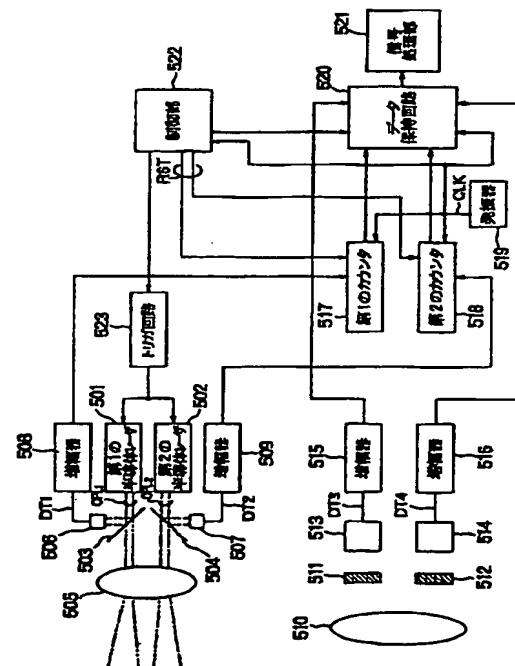 521
信号
処理部
520
データ
保持回路
522
制御部
RST
CLK
発振器
519
517
第1のカウンタ
第2のカウンタ
518
523
トリガ回路
508
増幅器
501
第1の
半導体レーザ
502
第2の
半導体レーザ
増幅器
509
DT1
OPL1
OPL2
DT2
506
503
504
507
505
515
増幅器
516
増幅器
DT3
DT4
513
514
511
512
510